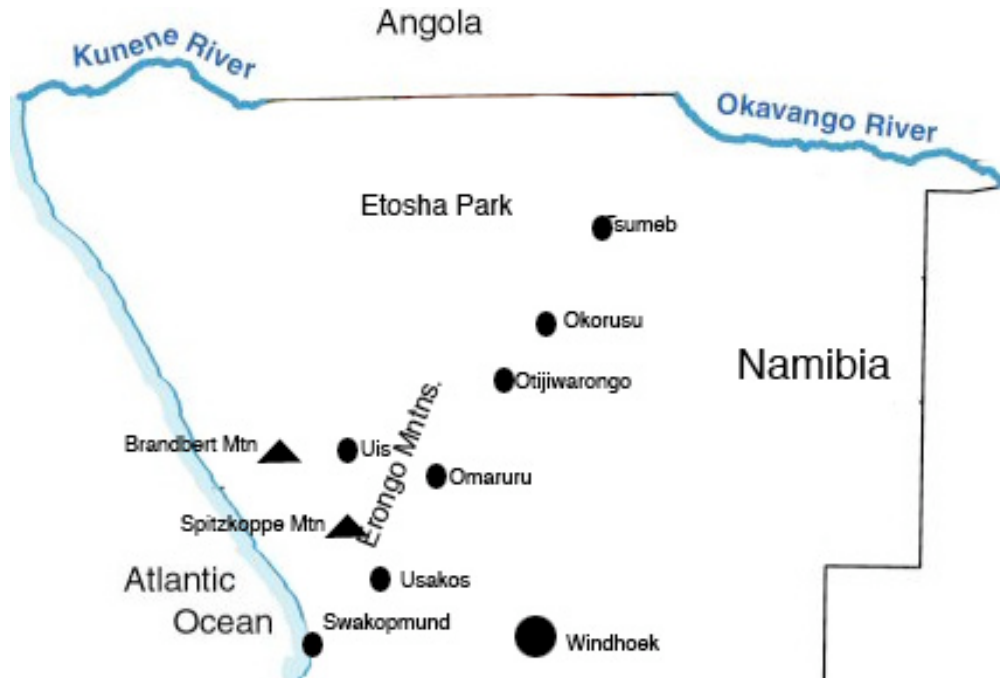 Angola
Kunene River
Okavango River
Etosha Park
Tsumeb
Okorusu
Namibia
Otijiwarongo
Erongo Mntns.
Brandbert Mtn
Uis
Omaruru
Spitzkoppe Mtn
Atlantic
Ocean
Usakos
Swakopmund
Windhoek